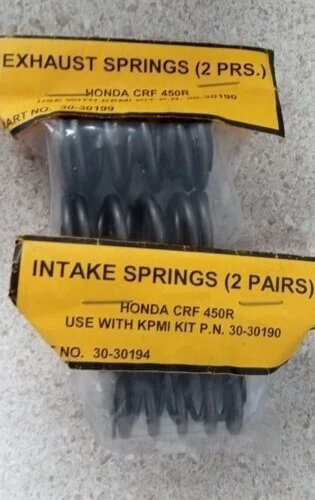 EXHAUST SPRINGS (2 PRS.)
HONDA CRF 450R
USE WITH KPMI KIT P.N. 30-30190
ART NO. 30-30199
INTAKE SPRINGS (2 PAIRS)
HONDA CRF 450R
USE WITH KPMI KIT P.N. 30-30190
NO. 30-30194